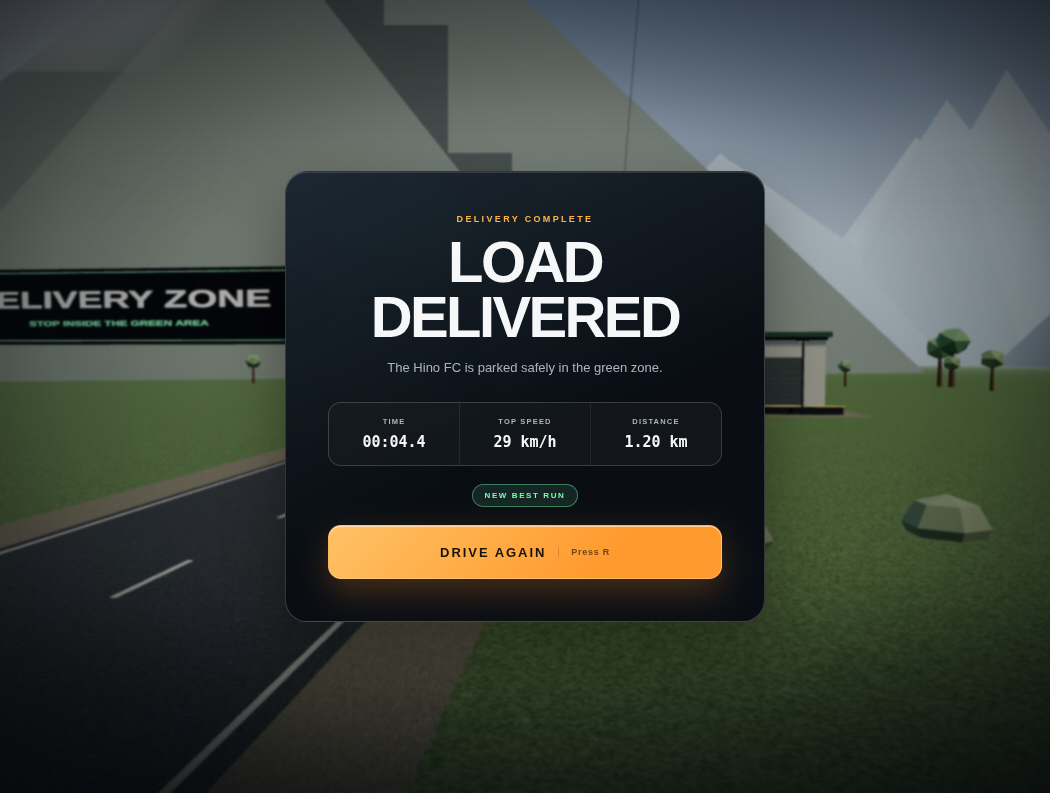 DELIVERY COMPLETE
LOAD
DELIVERED
ELIVERY ZONE
STOP INSIDE THE GREEN AREA
The Hino FC is parked safely in the green zone.
TIME
TOP SPEED
DISTANCE
00:04.4
29 km/h
1.20 km
NEW BEST RUN
DRIVE AGAIN
Press R